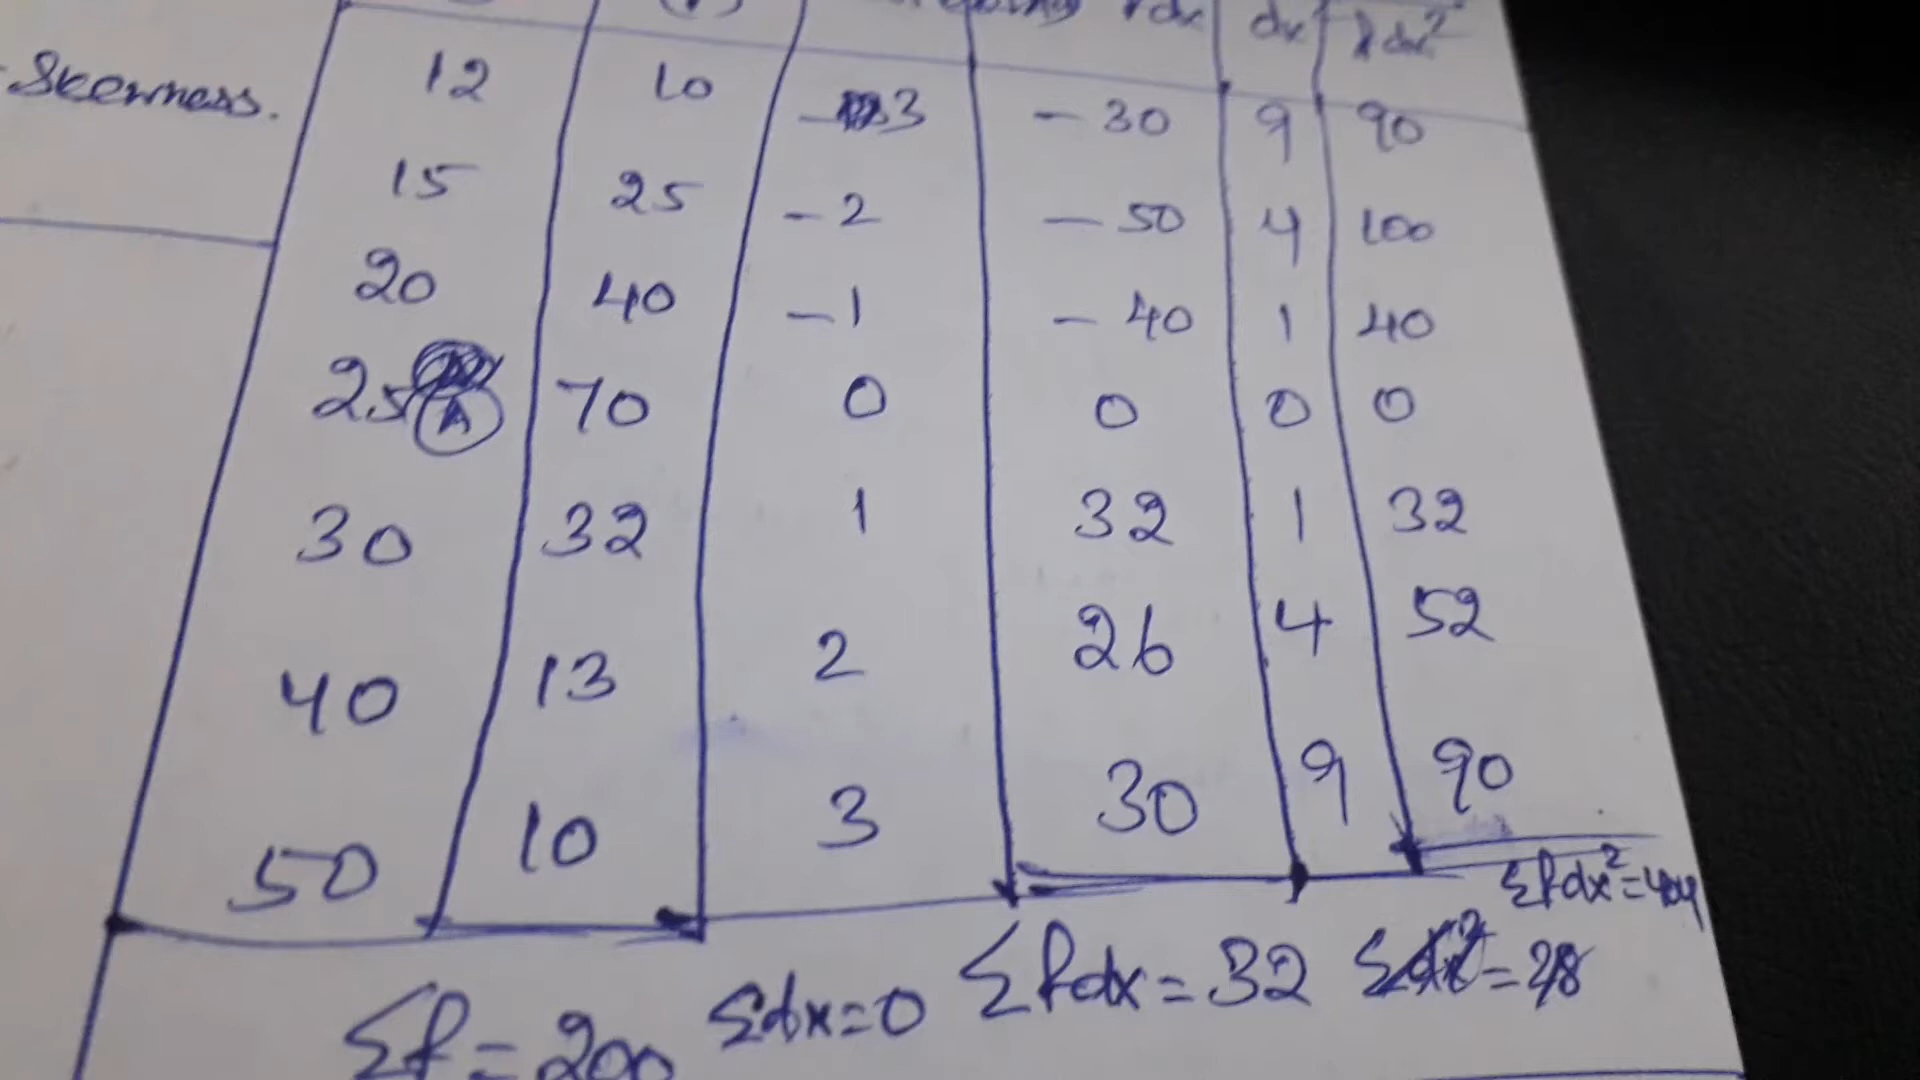 (f) fdx dx² fdx²
Skewness.
12 10 -3 -30 9 90
15 25 -2 -50 4 100
20 40 -1 -40 1 40
25 A 70 0 0 0 0
30 32 1 32 1 32
40 13 2 26 4 52
50 10 3 30 9 90
Σfdx²=404
Σf=200 Σdx=0 Σfdx=32 Σdx²=28